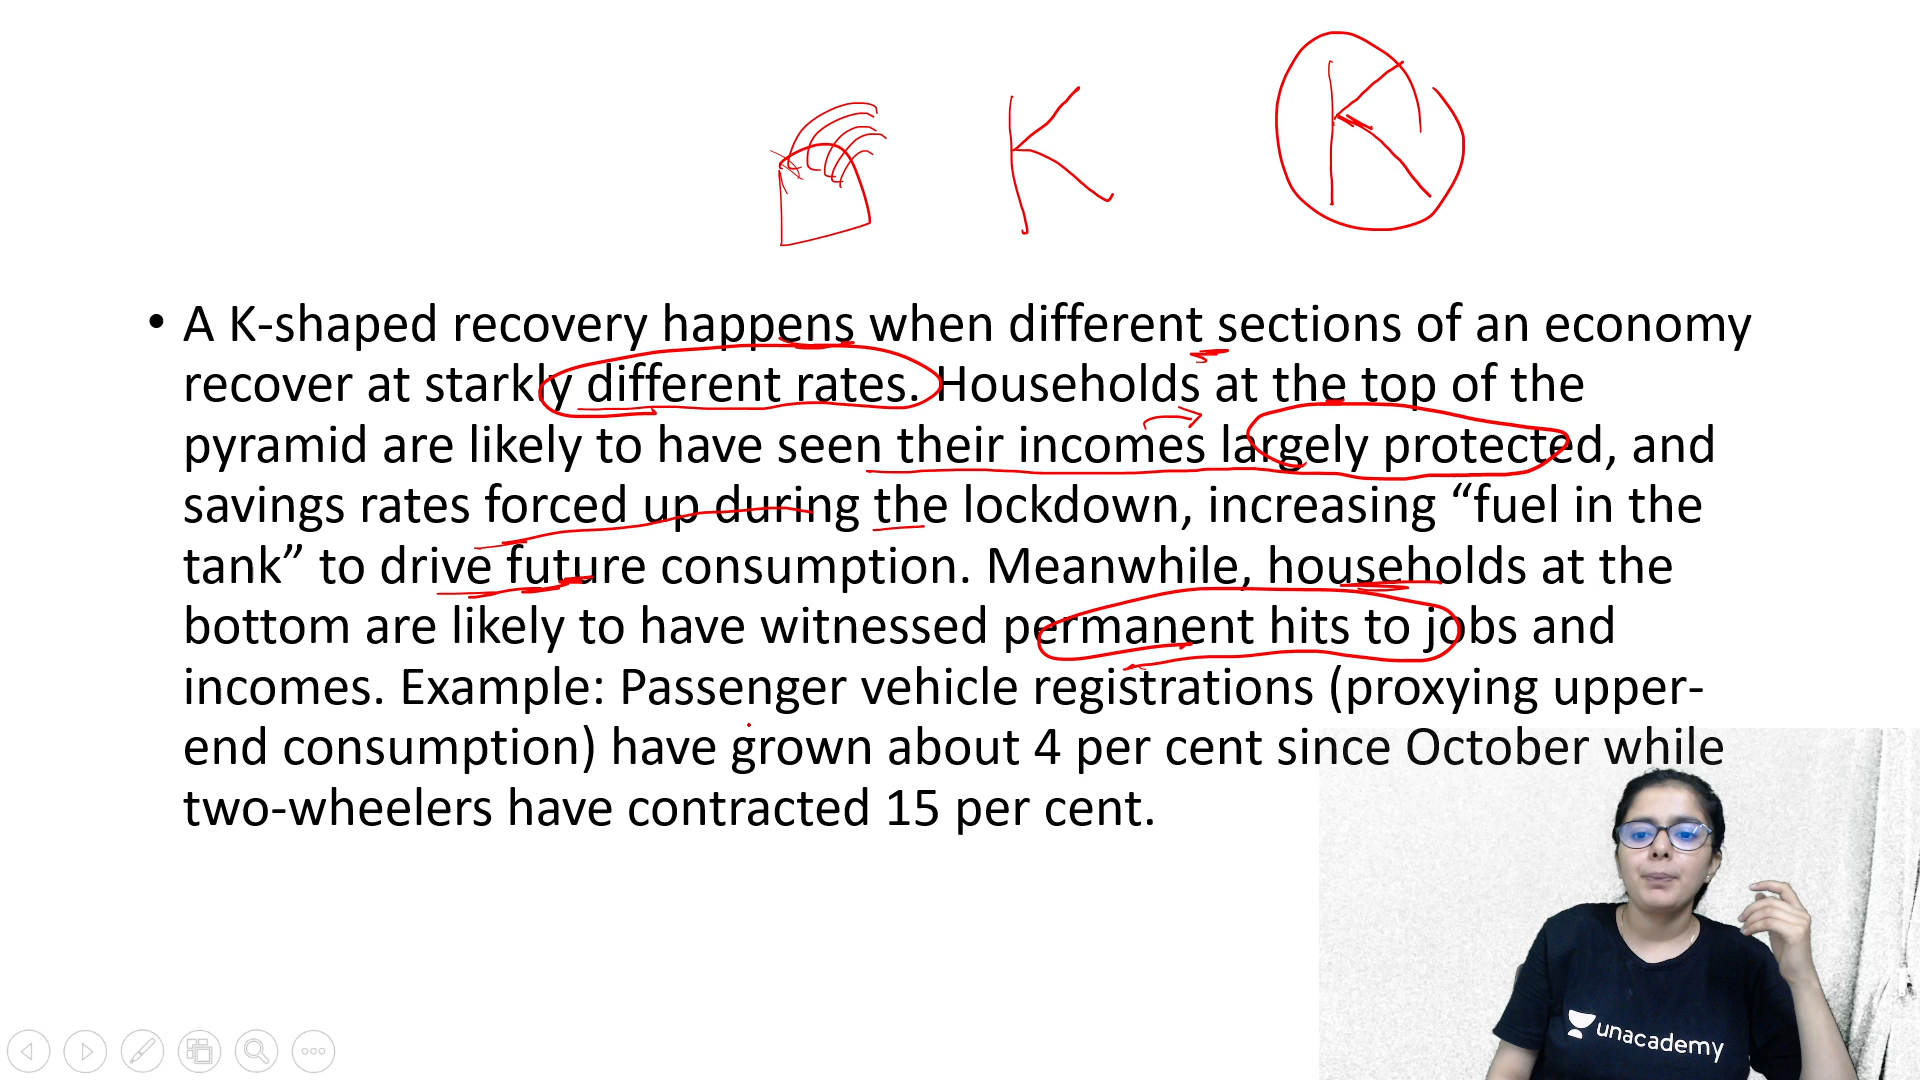 K K
• A K-shaped recovery happens when different sections of an economy
recover at starkly different rates. Households at the top of the
pyramid are likely to have seen their incomes largely protected, and
savings rates forced up during the lockdown, increasing “fuel in the
tank” to drive future consumption. Meanwhile, households at the
bottom are likely to have witnessed permanent hits to jobs and
incomes. Example: Passenger vehicle registrations (proxying upper-
end consumption) have grown about 4 per cent since October while
two-wheelers have contracted 15 per cent.
unacademy